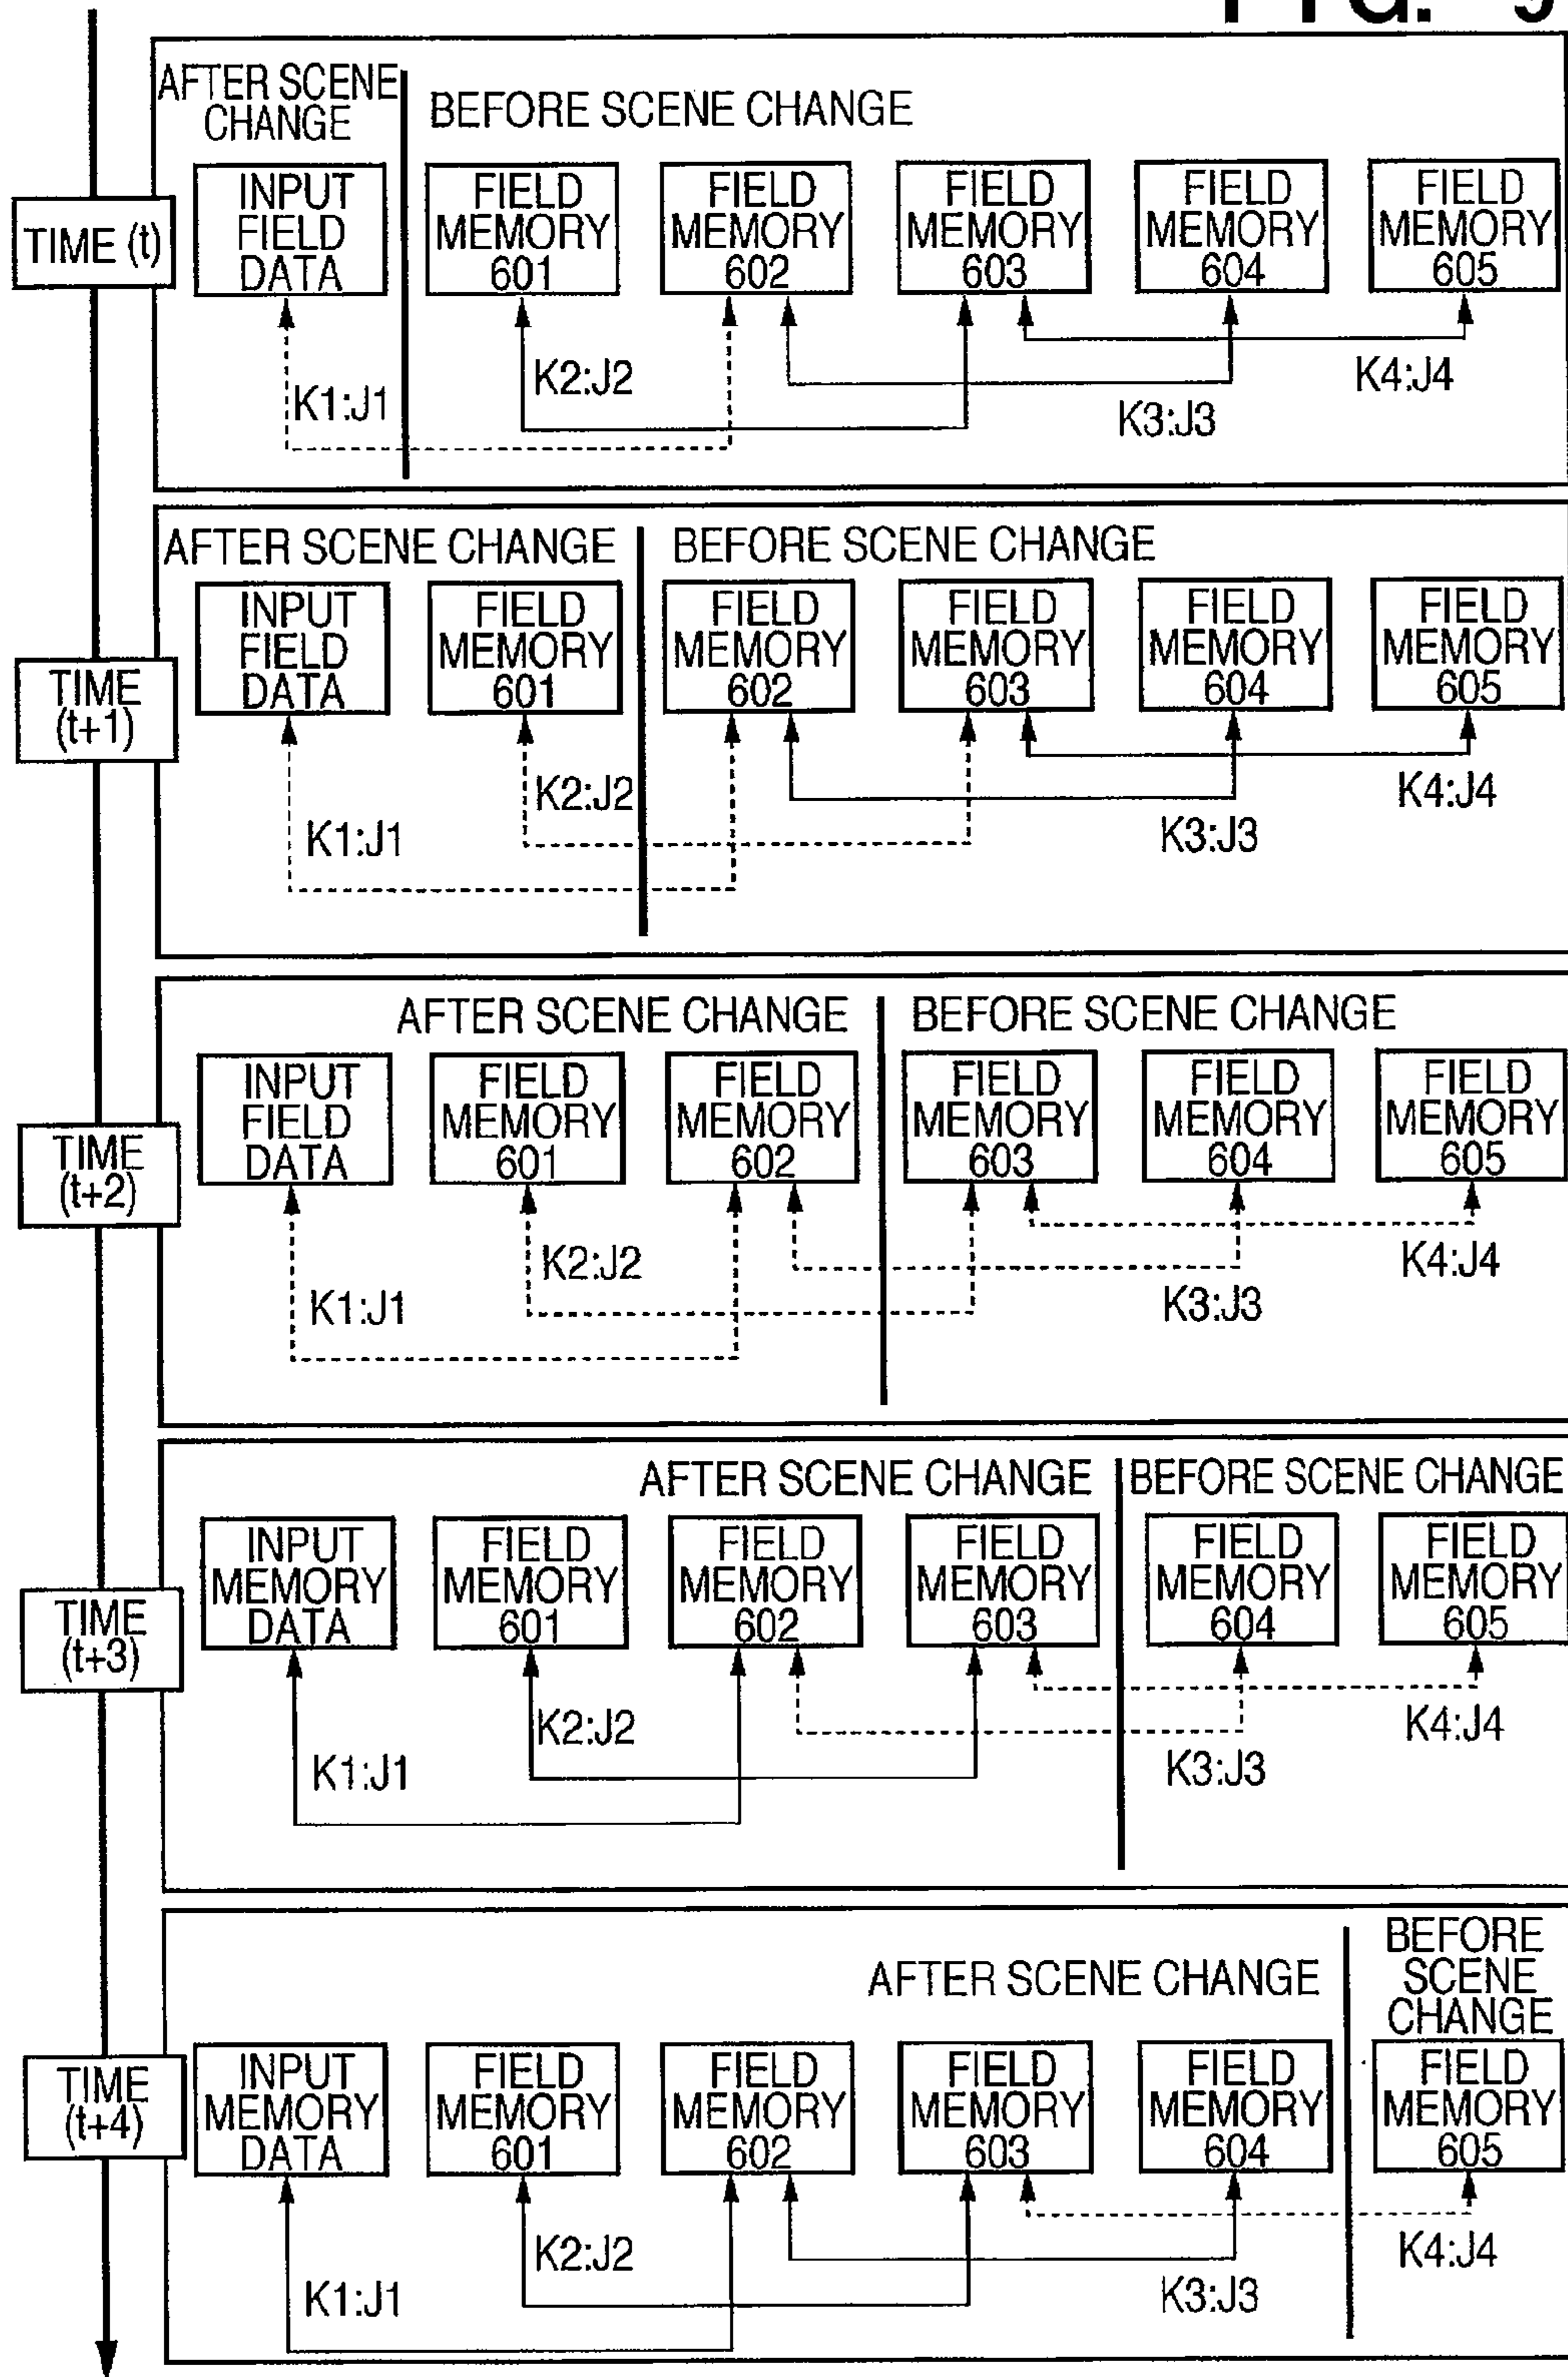 FIG. 9
AFTER SCENE
CHANGE
BEFORE SCENE CHANGE
TIME (t)
INPUT
FIELD
DATA
FIELD
MEMORY
601
FIELD
MEMORY
602
FIELD
MEMORY
603
FIELD
MEMORY
604
FIELD
MEMORY
605
K1:J1
K2:J2
K3:J3
K4:J4
AFTER SCENE CHANGE
BEFORE SCENE CHANGE
TIME
(t+1)
INPUT
FIELD
DATA
FIELD
MEMORY
601
FIELD
MEMORY
602
FIELD
MEMORY
603
FIELD
MEMORY
604
FIELD
MEMORY
605
K1:J1
K2:J2
K3:J3
K4:J4
AFTER SCENE CHANGE
BEFORE SCENE CHANGE
TIME
(t+2)
INPUT
FIELD
DATA
FIELD
MEMORY
601
FIELD
MEMORY
602
FIELD
MEMORY
603
FIELD
MEMORY
604
FIELD
MEMORY
605
K1:J1
K2:J2
K3:J3
K4:J4
AFTER SCENE CHANGE
BEFORE SCENE CHANGE
TIME
(t+3)
INPUT
MEMORY
DATA
FIELD
MEMORY
601
FIELD
MEMORY
602
FIELD
MEMORY
603
FIELD
MEMORY
604
FIELD
MEMORY
605
K1:J1
K2:J2
K3:J3
K4:J4
AFTER SCENE CHANGE
BEFORE
SCENE
CHANGE
TIME
(t+4)
INPUT
MEMORY
DATA
FIELD
MEMORY
601
FIELD
MEMORY
602
FIELD
MEMORY
603
FIELD
MEMORY
604
FIELD
MEMORY
605
K1:J1
K2:J2
K3:J3
K4:J4